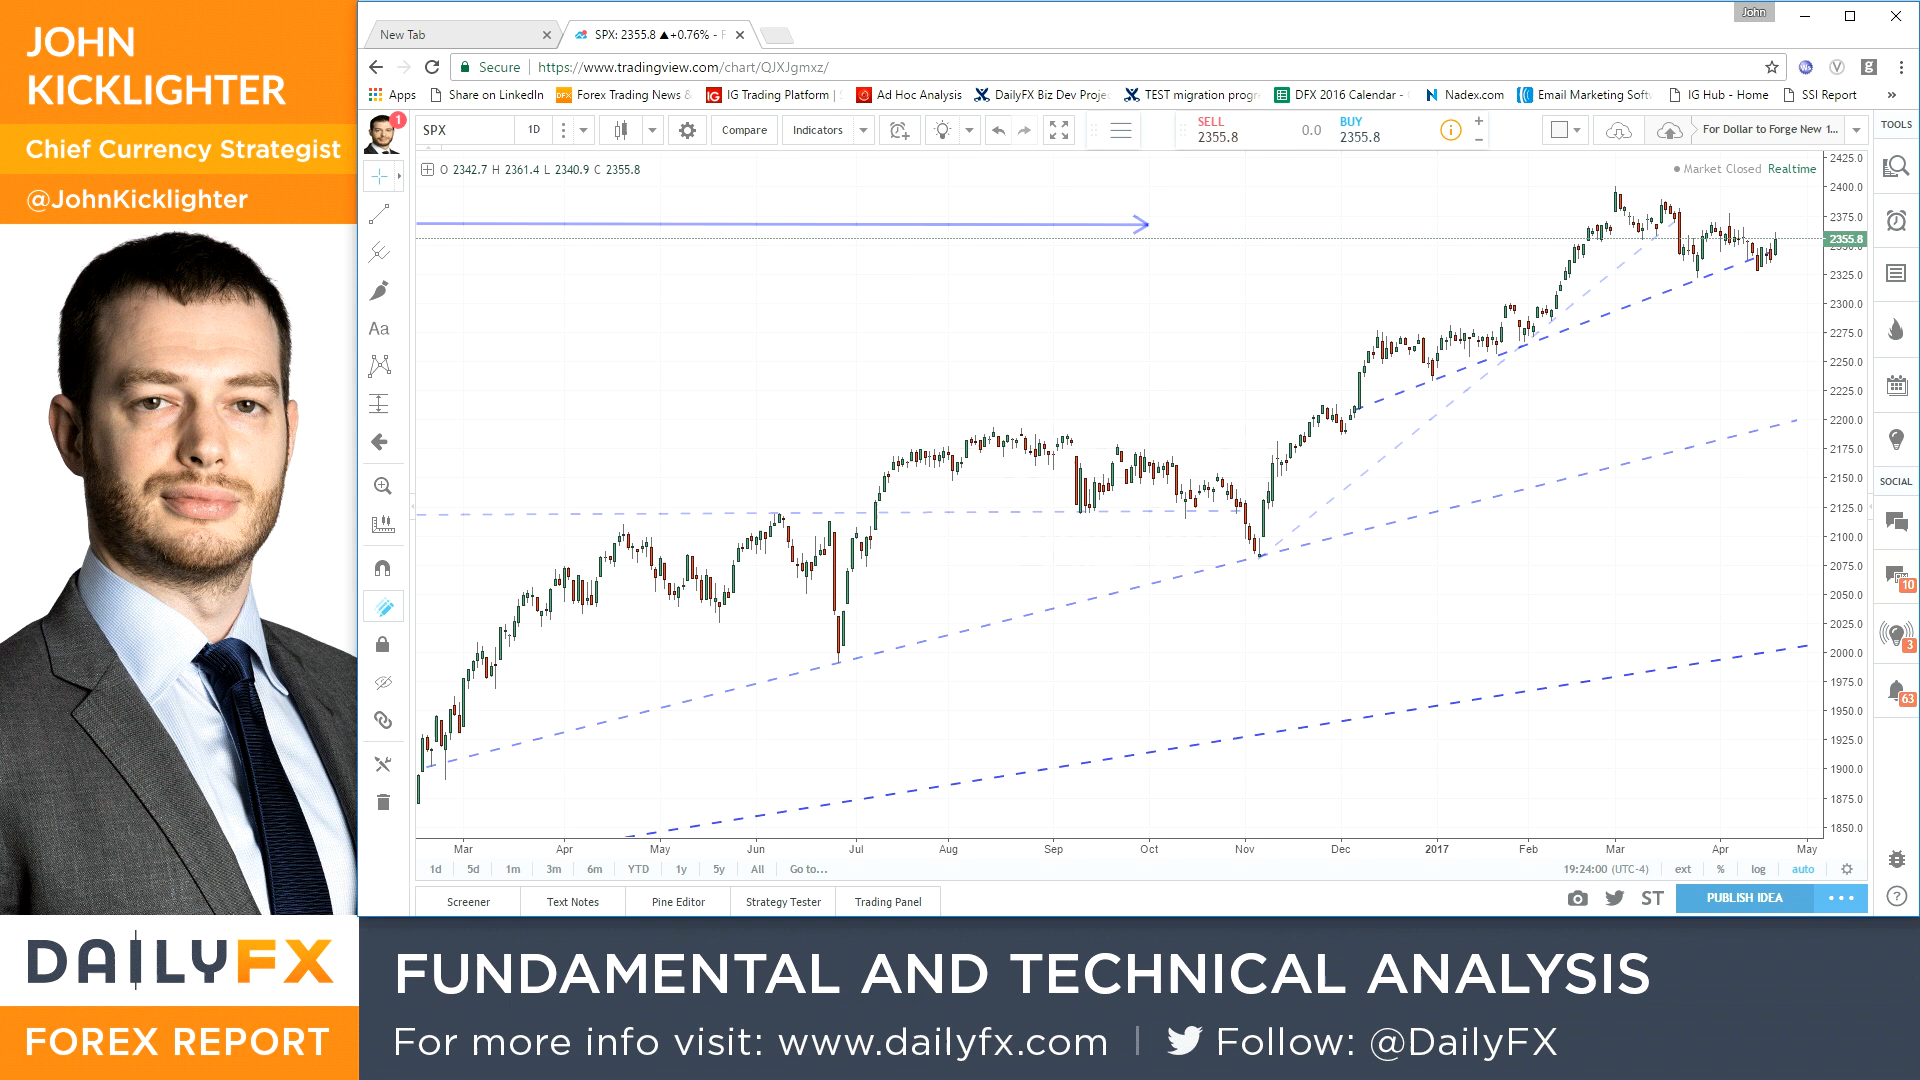 JOHN
KICKLIGHTER
Chief Currency Strategist
@JohnKicklighter
John
New Tab
SPX: 2355.8 ▲+0.76% - F
Secure
https://www.tradingview.com/chart/QJXJgmxz/
Apps
Share on LinkedIn
Forex Trading News &
IG Trading Platform |
Ad Hoc Analysis
DailyFX Biz Dev Proje
TEST migration progr
DFX 2016 Calendar -
Nadex.com
Email Marketing Soft
IG Hub - Home
SSI Report
»
1
SPX
1D
Compare
Indicators
SELL
2355.8
0.0
BUY
2355.8
For Dollar to Forge New 1...
TOOLS
O 2342.7 H 2361.4 L 2340.9 C 2355.8
Market Closed Realtime
Aa
2425.0
2400.0
2375.0
2355.8
2325.0
2300.0
2275.0
2250.0
2225.0
2200.0
2175.0
2150.0
2125.0
2100.0
2075.0
2050.0
2025.0
2000.0
1975.0
1950.0
1925.0
1900.0
1875.0
1850.0
SOCIAL
10
3
63
Mar Apr May Jun Jul Aug Sep Oct Nov Dec 2017 Feb Mar Apr May
1d 5d 1m 3m 6m YTD 1y 5y All Go to...
19:24:00 (UTC-4) ext % log auto
Screener Text Notes Pine Editor Strategy Tester Trading Panel
ST
PUBLISH IDEA
DAILYFX
FOREX REPORT
FUNDAMENTAL AND TECHNICAL ANALYSIS
For more info visit: www.dailyfx.com | Follow: @DailyFX